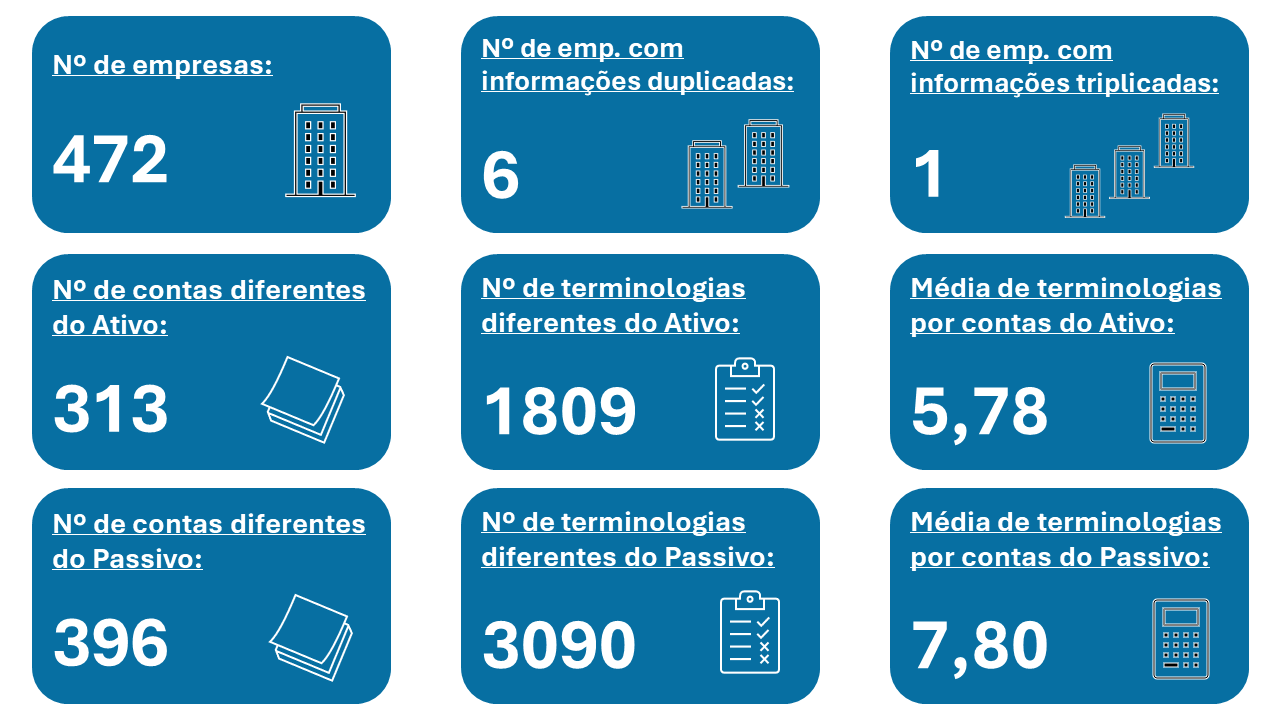 Nº de empresas:
472
Nº de emp. com
informações duplicadas:
6
Nº de emp. com
informações triplicadas:
1
Nº de contas diferentes
do Ativo:
313
Nº de terminologias
diferentes do Ativo:
1809
Média de terminologias
por contas do Ativo:
5,78
Nº de contas diferentes
do Passivo:
396
Nº de terminologias
diferentes do Passivo:
3090
Média de terminologias
por contas do Passivo:
7,80